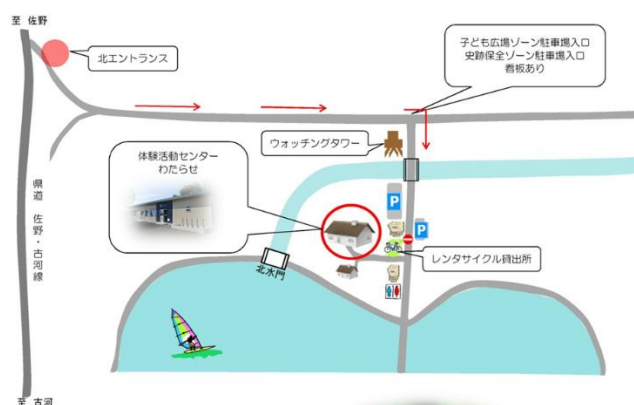 至 佐野
北エントランス
子ども広場ゾーン駐車場入口
史跡保全ゾーン駐車場入口
看板あり
ウォッチングタワー
体験活動センター
わたらせ
県道 佐野・古河線
P
P
レンタサイクル貸出所
北水門
至 古河